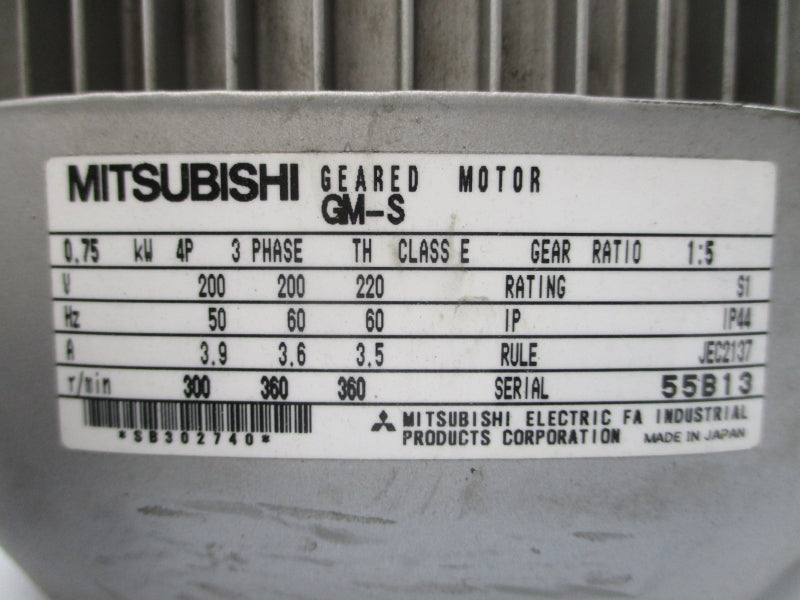 MITSUBISHI GEARED MOTOR
GM-S
0.75 kW 4P 3 PHASE TH CLASS E GEAR RATIO 1:5
V 200 200 220 RATING S1
Hz 50 60 60 IP IP44
A 3.9 3.6 3.5 RULE JEC2137
r/min 300 360 360 SERIAL 55B13
*SB302740*
MITSUBISHI ELECTRIC FA INDUSTRIAL
PRODUCTS CORPORATION MADE IN JAPAN